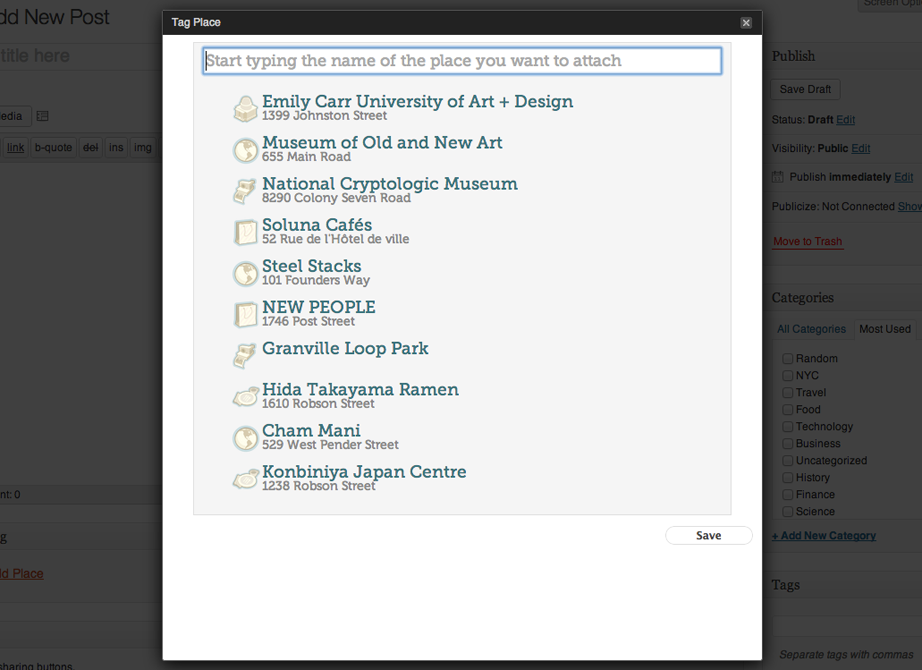 dd New Post
Screen Opti
Tag Place
title here
Start typing the name of the place you want to attach
Publish
Save Draft
Status: Draft Edit
Visibility: Public Edit
Publish immediately Edit
Publicize: Not Connected Show
Move to Trash
edia
link b-quote del ins img
Emily Carr University of Art + Design
1399 Johnston Street
Museum of Old and New Art
655 Main Road
National Cryptologic Museum
8290 Colony Seven Road
Soluna Cafés
52 Rue de l'Hôtel de ville
Steel Stacks
101 Founders Way
NEW PEOPLE
1746 Post Street
Granville Loop Park
Hida Takayama Ramen
1610 Robson Street
Cham Mani
529 West Pender Street
Konbiniya Japan Centre
1238 Robson Street
Save
Categories
All Categories Most Used
Random
NYC
Travel
Food
Technology
Business
Uncategorized
History
Finance
Science
+ Add New Category
Tags
Separate tags with commas
nt: 0
g
dd Place
sharing buttons.